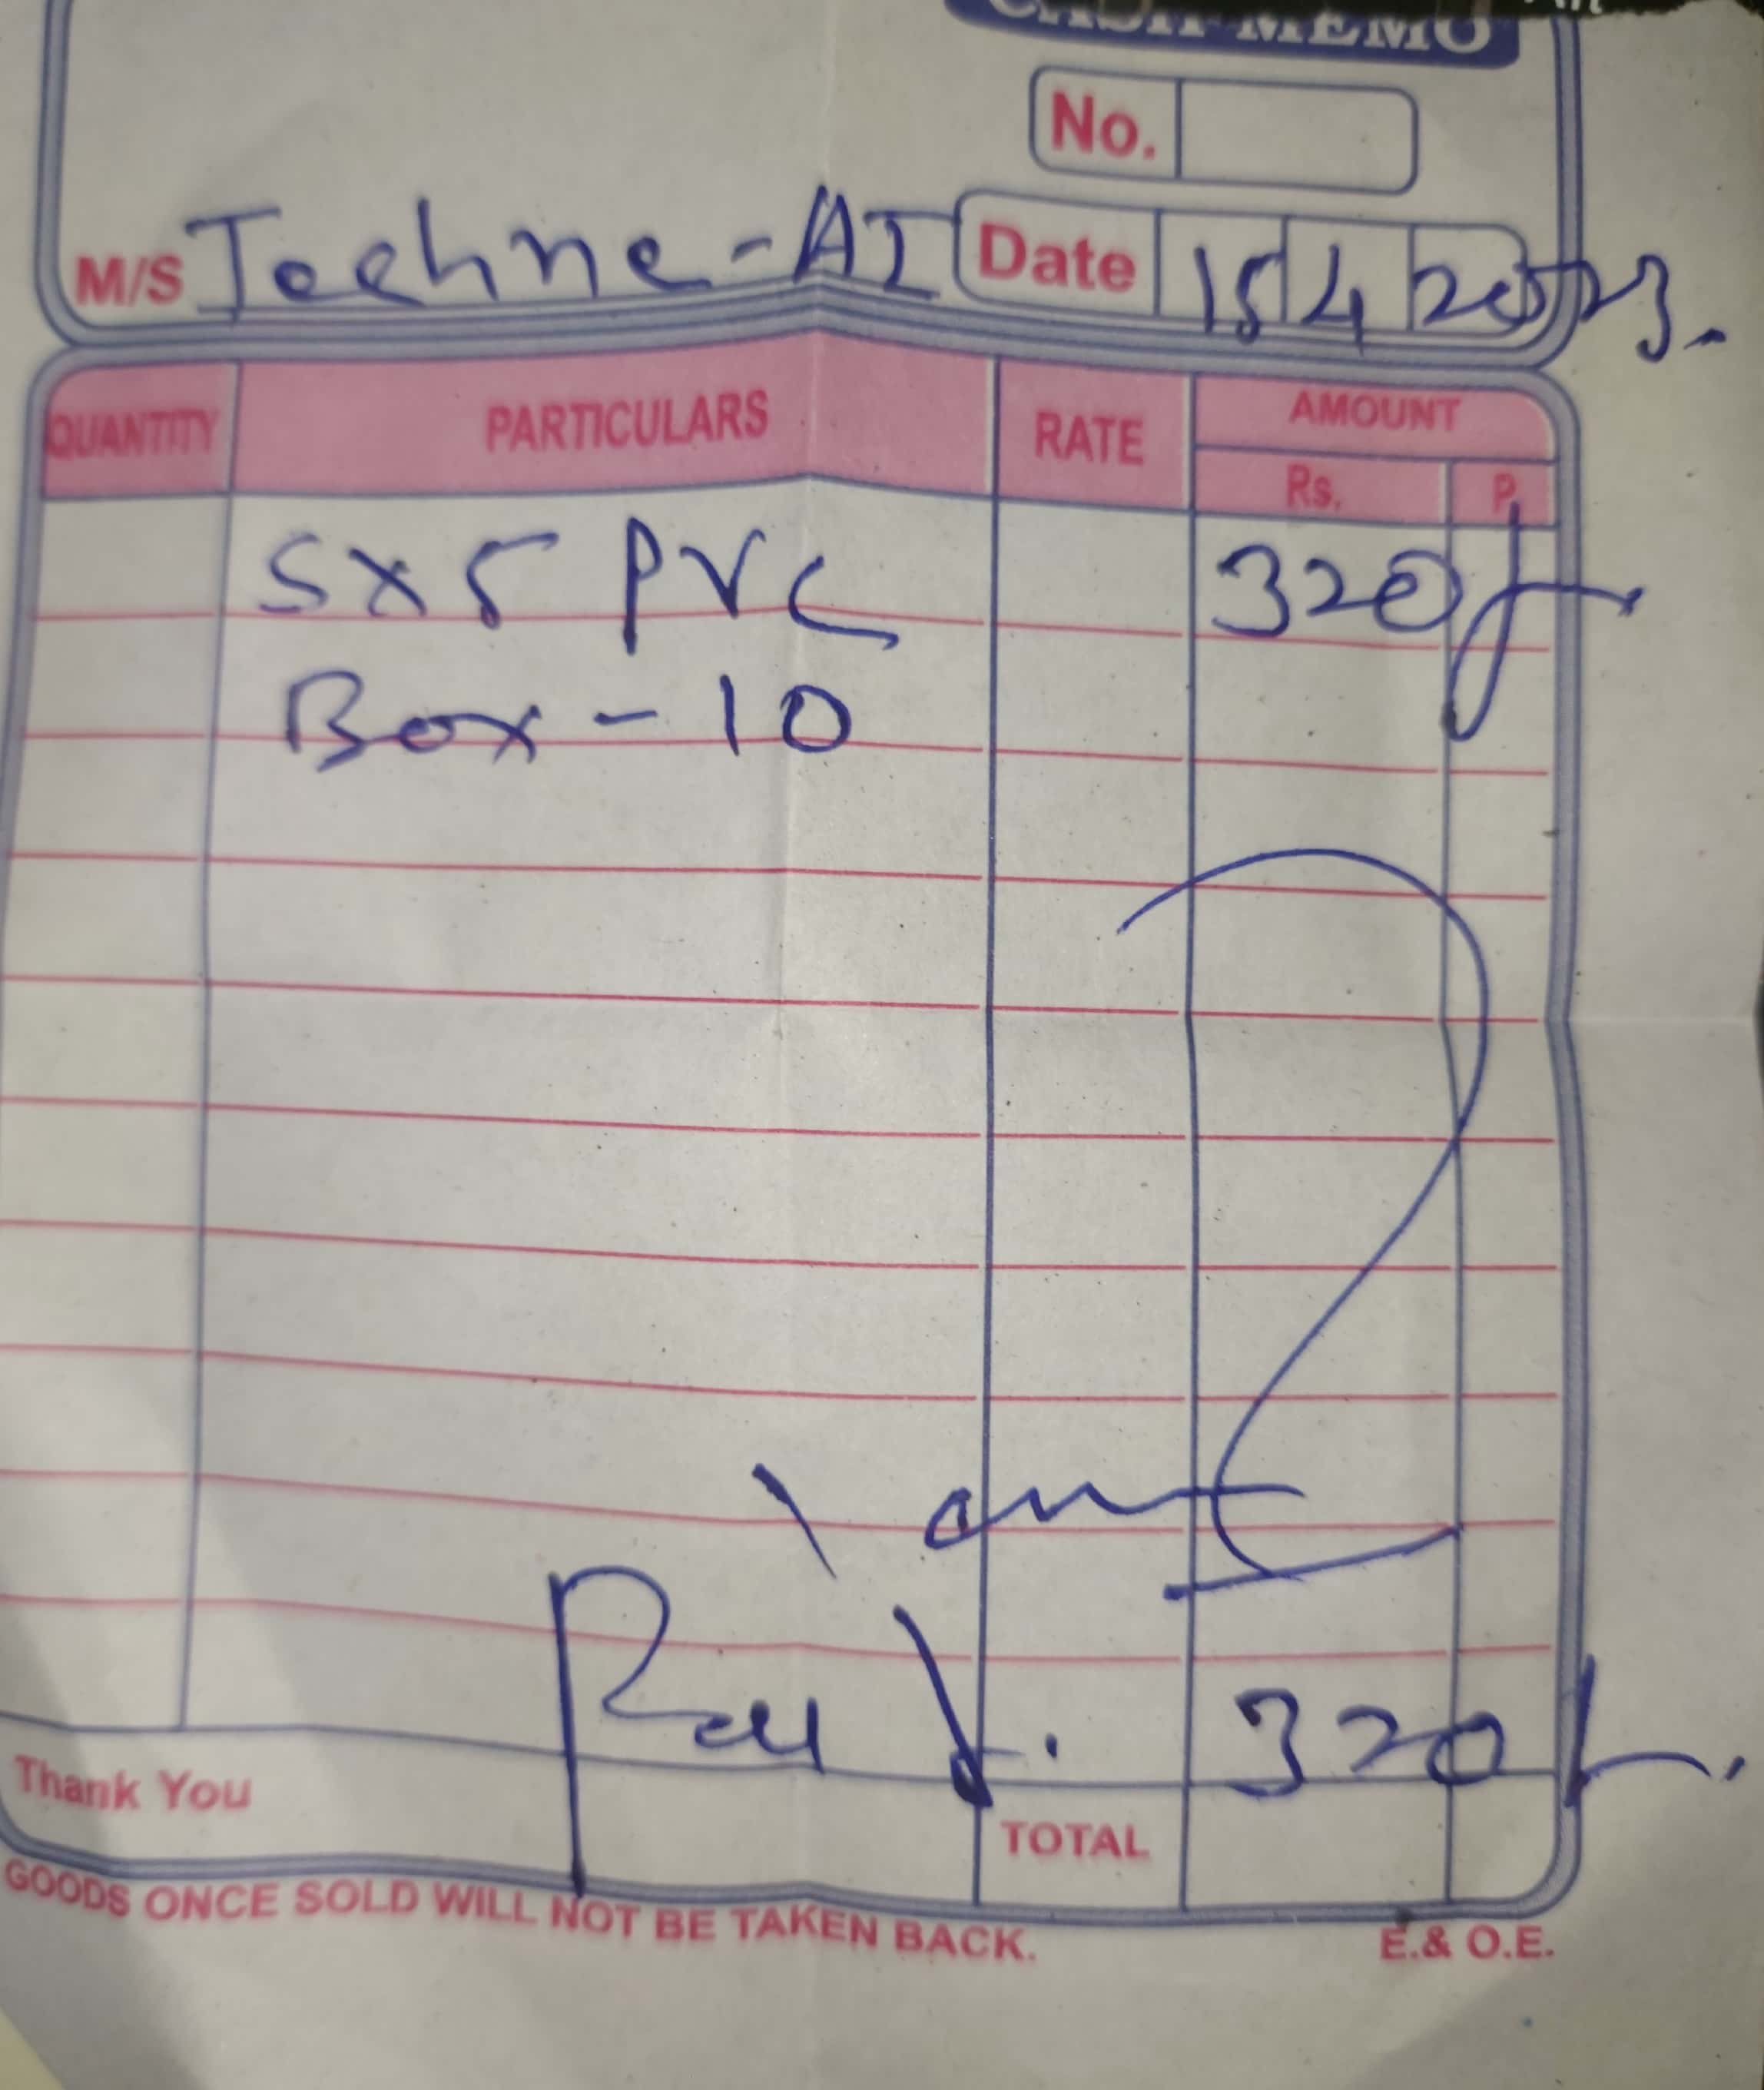 CASH MEMO
No.
M/S Techne-AI Date 15 4 2023.
QUANTITY PARTICULARS RATE AMOUNT
Rs. P.
5x5 PVC 320/-
Box - 10
320/-
Thank You
TOTAL
GOODS ONCE SOLD WILL NOT BE TAKEN BACK.
E.& O.E.